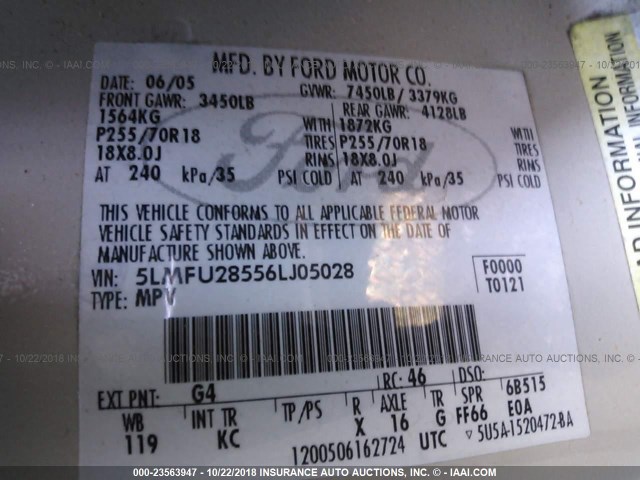 MFD. BY FORD MOTOR CO.
DATE: 06/05 GVWR: 7450LB/ 3379KG
FRONT GAWR: 3450LB REAR GAWR: 4128LB
1564KG WITH 1872KG WITH
P255/70R18 TIRES P255/70R18 TIRES
18X8.0J RIMS 18X8.0J RIMS
AT 240 kPa/35 PSI COLD AT 240 kPa/35 PSI COLD
Ford
THIS VEHICLE CONFORMS TO ALL APPLICABLE FEDERAL MOTOR
VEHICLE SAFETY STANDARDS IN EFFECT ON THE DATE OF
MANUFACTURE SHOWN ABOVE.
VIN: 5LMFU28556LJ05028 F0000
TYPE: MPV T0121
EXT PNT: G4 RC: 46 DSO:
WB INT TR TP/PS R AXLE TR SPR 6B515
119 KC X 16 G FF66 E0A
1200506162724 UTC ▽5U5A-1520472-BA
AR INFORMATION
000-23563947 - 10/22/2018 INSURANCE AUTO AUCTIONS, INC. - IAAI.COM